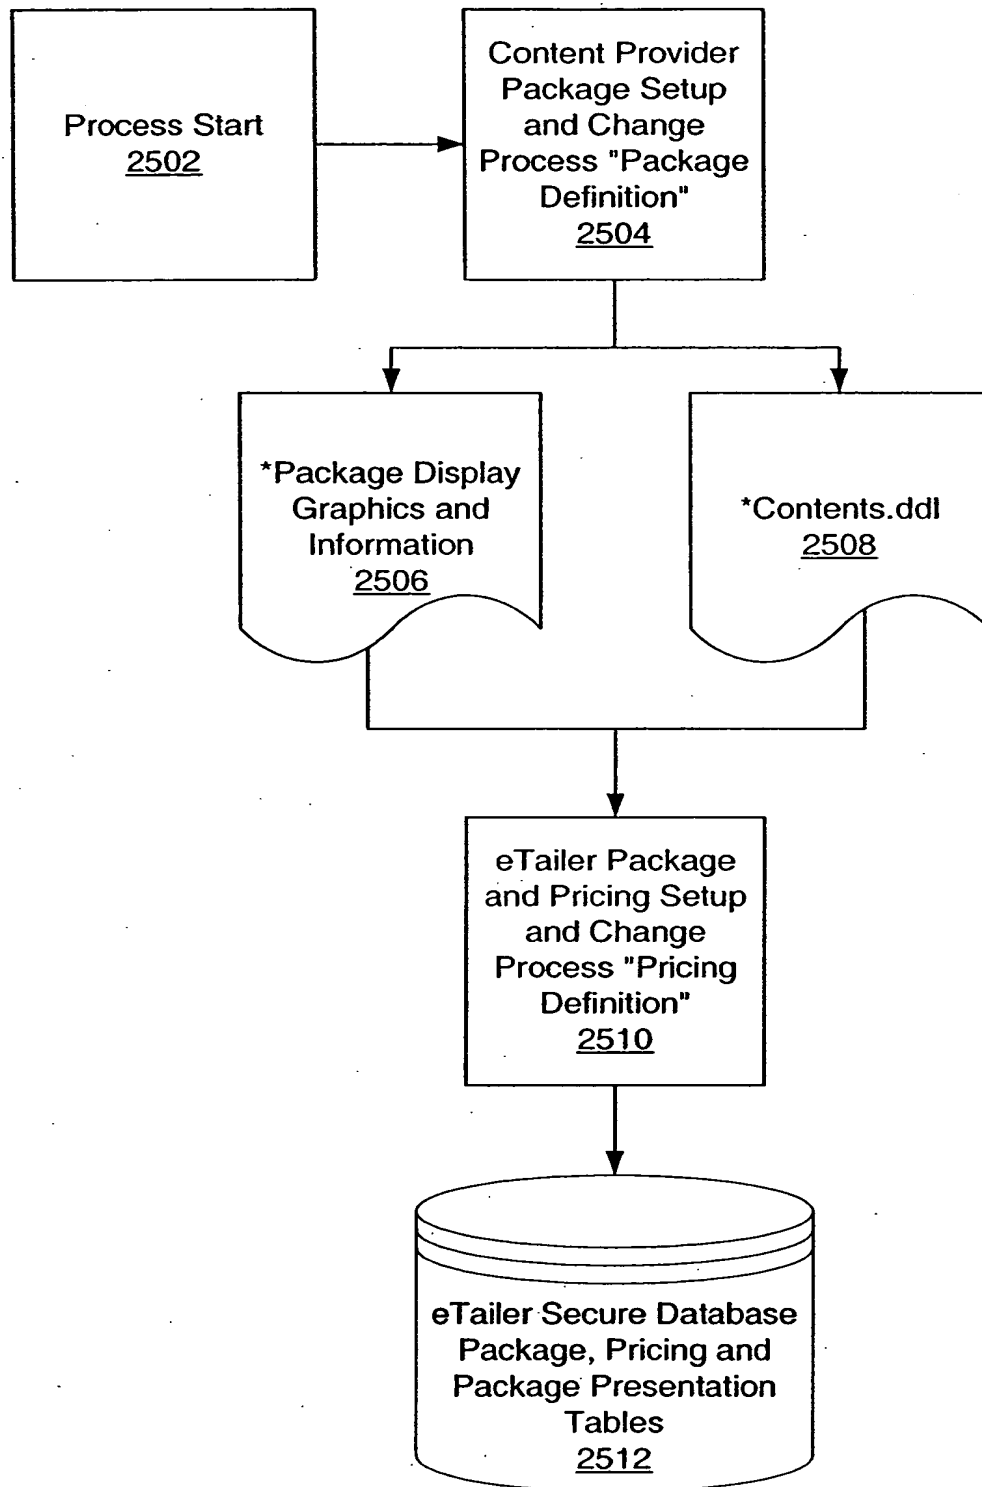 Process Start
2502
Content Provider
Package Setup
and Change
Process "Package
Definition"
2504
*Package Display
Graphics and
Information
2506
*Contents.ddl
2508
eTailer Package
and Pricing Setup
and Change
Process "Pricing
Definition"
2510
eTailer Secure Database
Package, Pricing and
Package Presentation
Tables
2512